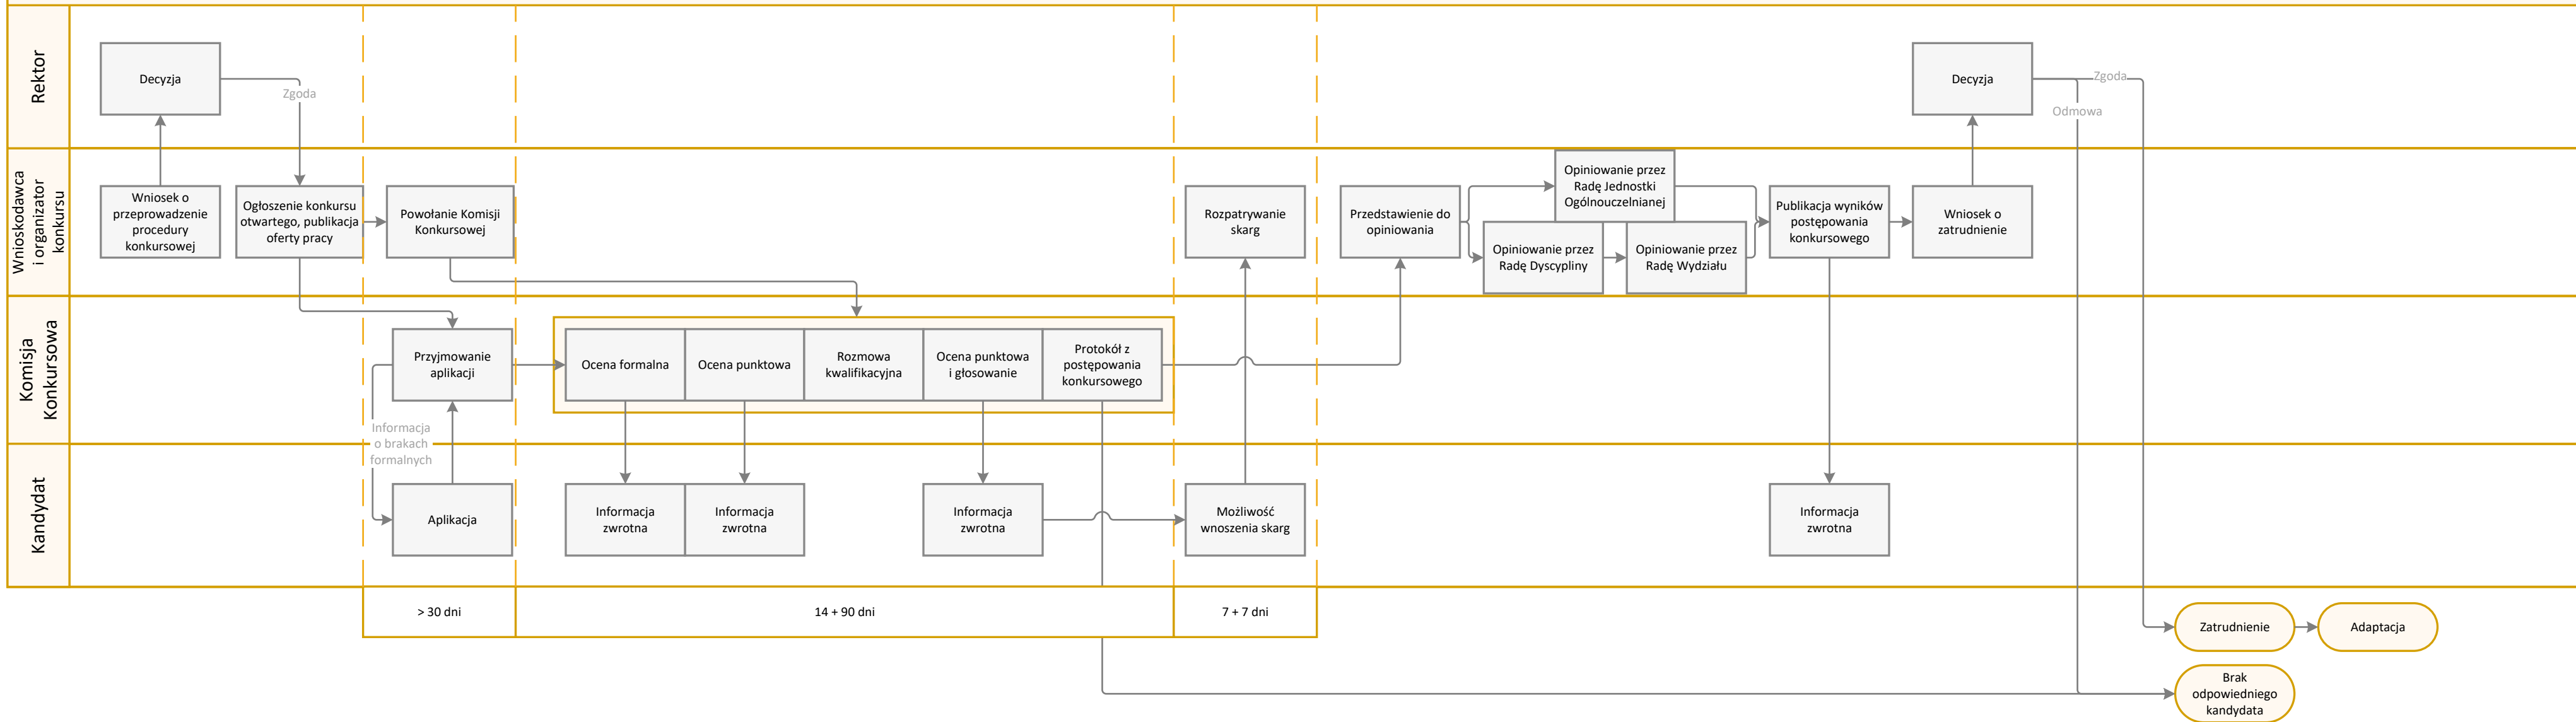 Rektor
Decyzja
Zgoda
Decyzja
Zgoda
Odmowa
Wnioskodawca
i organizator
konkursu
Wniosek o
przeprowadzenie
procedury
konkursowej
Ogłoszenie konkursu
otwartego, publikacja
oferty pracy
Powołanie Komisji
Konkursowej
Rozpatrywanie
skarg
Przedstawienie do
opiniowania
Opiniowanie przez
Radę Jednostki
Ogólnouczelnianej
Opiniowanie przez
Radę Dyscypliny
Opiniowanie przez
Radę Wydziału
Publikacja wyników
postępowania
konkursowego
Wniosek o
zatrudnienie
Komisja
Konkursowa
Przyjmowanie
aplikacji
Ocena formalna
Ocena punktowa
Rozmowa
kwalifikacyjna
Ocena punktowa
i głosowanie
Protokół z
postępowania
konkursowego
Informacja
o brakach
formalnych
Kandydat
Aplikacja
Informacja
zwrotna
Informacja
zwrotna
Informacja
zwrotna
Możliwość
wnoszenia skarg
Informacja
zwrotna
> 30 dni
14 + 90 dni
7 + 7 dni
Zatrudnienie
Adaptacja
Brak
odpowiedniego
kandydata